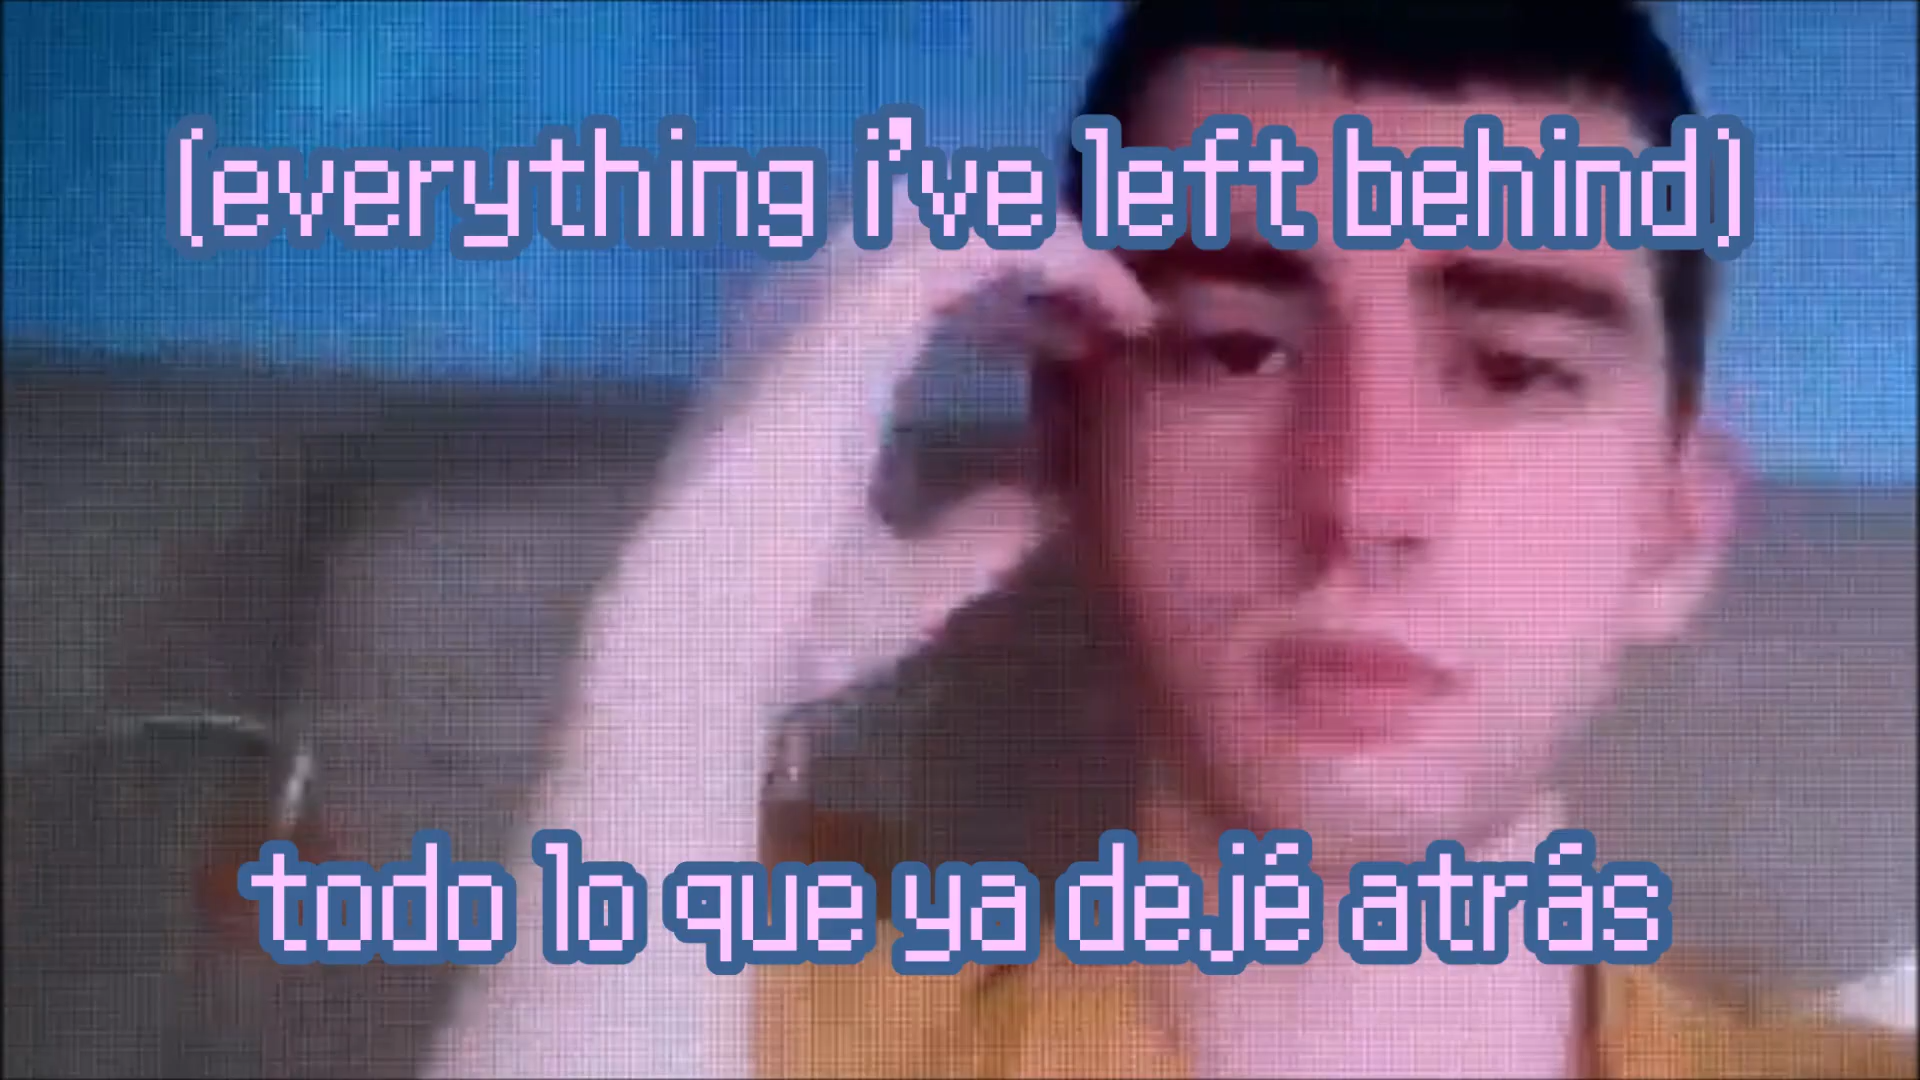 (everything i've left behind)
todo lo que ya dejé atrás